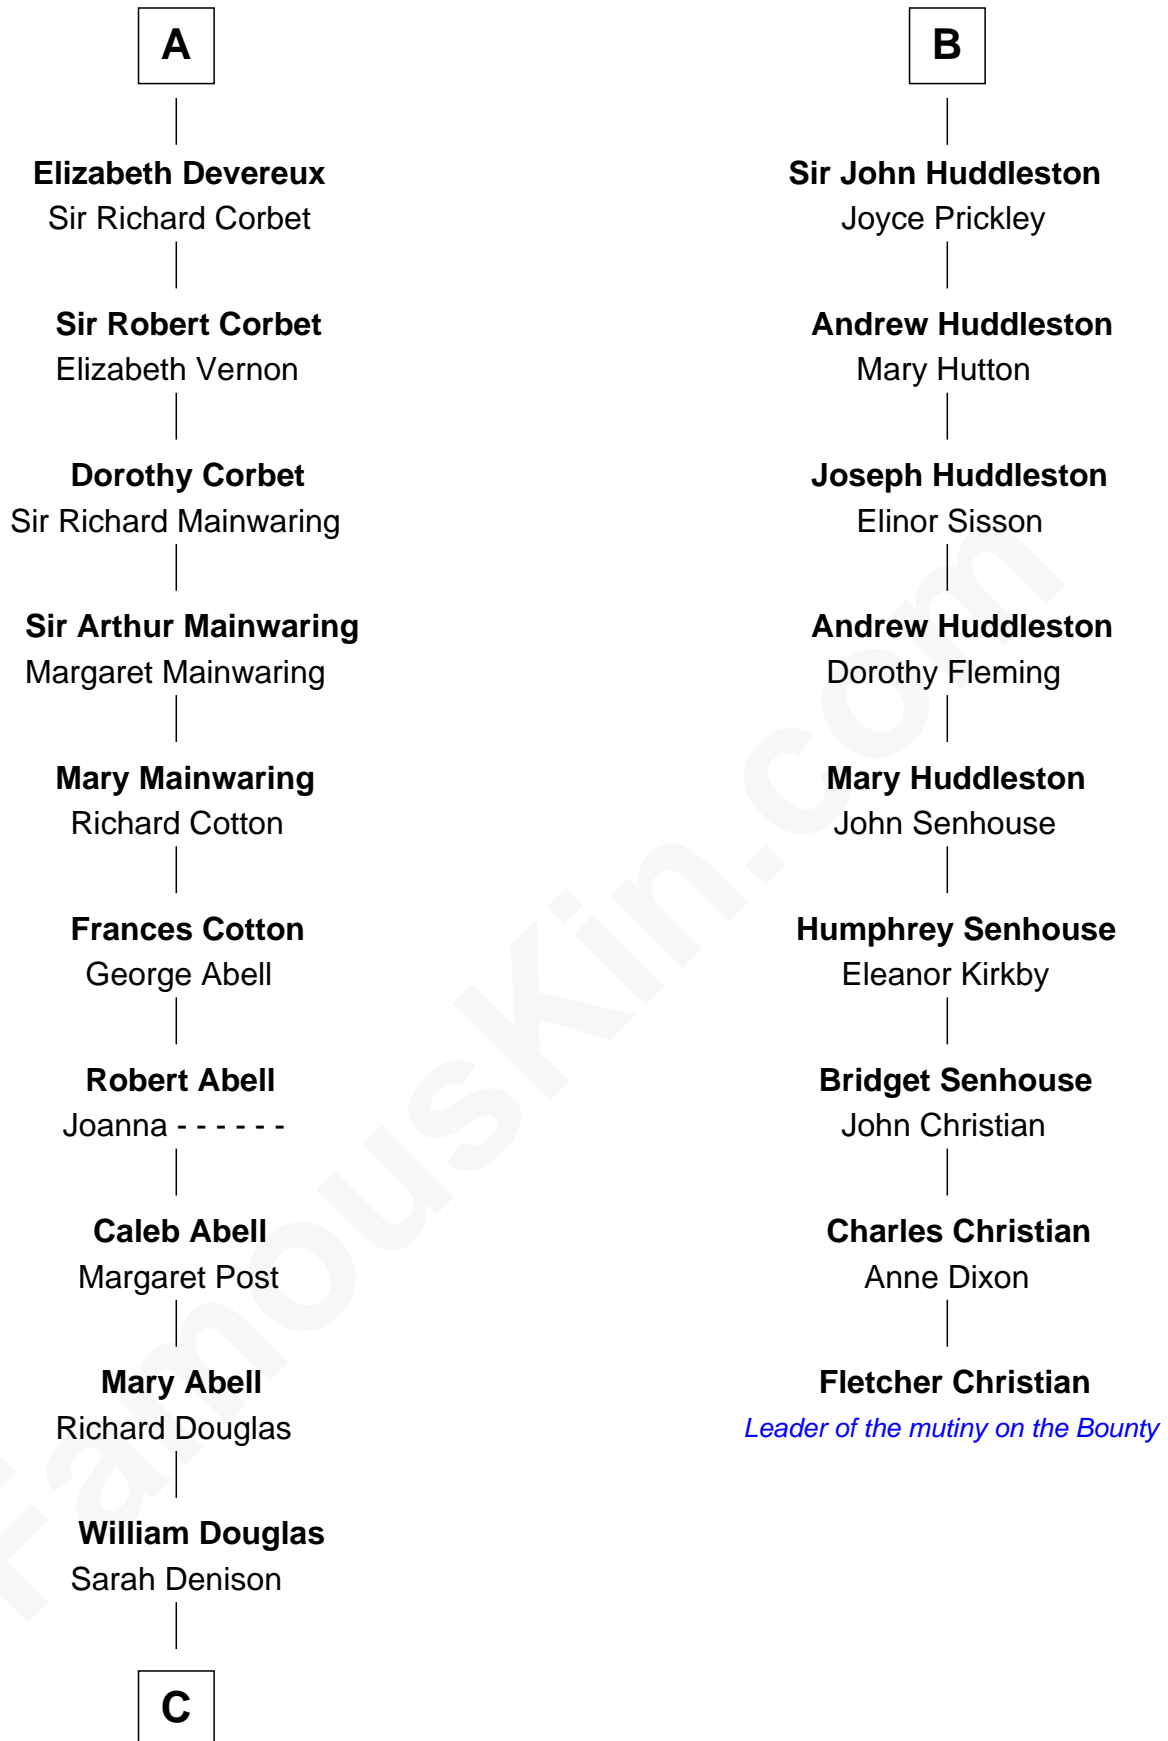 A
Elizabeth Devereux
Sir Richard Corbet
Sir Robert Corbet
Elizabeth Vernon
Dorothy Corbet
Sir Richard Mainwaring
Sir Arthur Mainwaring
Margaret Mainwaring
Mary Mainwaring
Richard Cotton
Frances Cotton
George Abell
Robert Abell
Joanna - - - - - -
Caleb Abell
Margaret Post
Mary Abell
Richard Douglas
William Douglas
Sarah Denison
C
B
Sir John Huddleston
Joyce Prickley
Andrew Huddleston
Mary Hutton
Joseph Huddleston
Elinor Sisson
Andrew Huddleston
Dorothy Fleming
Mary Huddleston
John Senhouse
Humphrey Senhouse
Eleanor Kirkby
Bridget Senhouse
John Christian
Charles Christian
Anne Dixon
Fletcher Christian
Leader of the mutiny on the Bounty
FamousKin.com